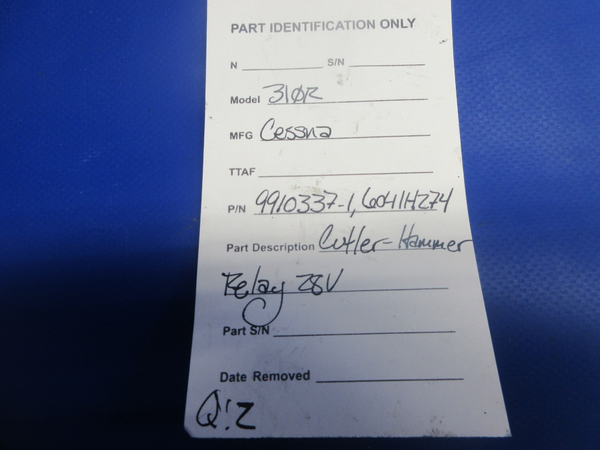 PART IDENTIFICATION ONLY
N S/N
Model 310R
MFG Cessna
TTAF
P/N 9910337-1, 6041H274
Part Description Cutler-Hammer
Relay 28V
Part S/N
Date Removed
Q:2